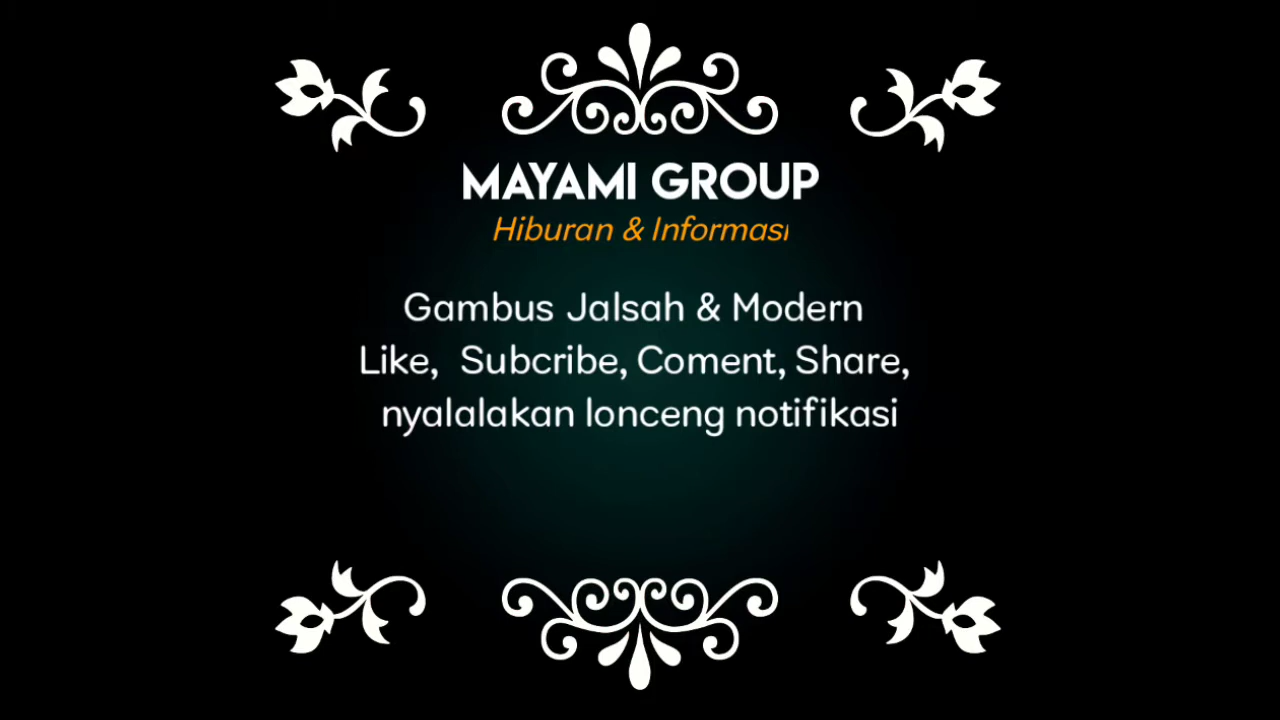 MAYAMI GROUP
Hiburan & Informasi
Gambus Jalsah & Modern
Like, Subcribe, Coment, Share,
nyalalakan lonceng notifikasi